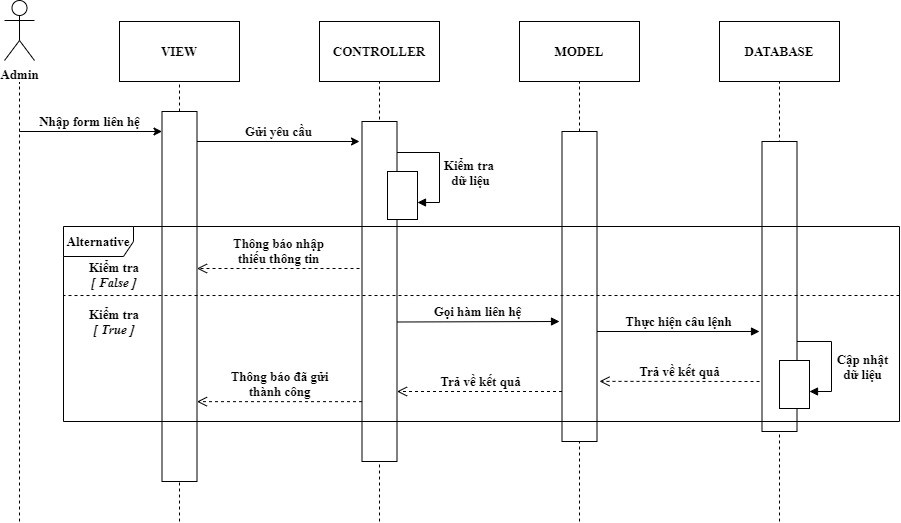 Admin
VIEW
CONTROLLER
MODEL
DATABASE
Nhập form liên hệ
Gửi yêu cầu
Kiểm tra
dữ liệu
Alternative
Thông báo nhập
thiếu thông tin
Kiểm tra
[ False ]
Kiểm tra
[ True ]
Gọi hàm liên hệ
Thực hiện câu lệnh
Cập nhật
dữ liệu
Trả về kết quả
Trả về kết quả
Thông báo đã gửi
thành công